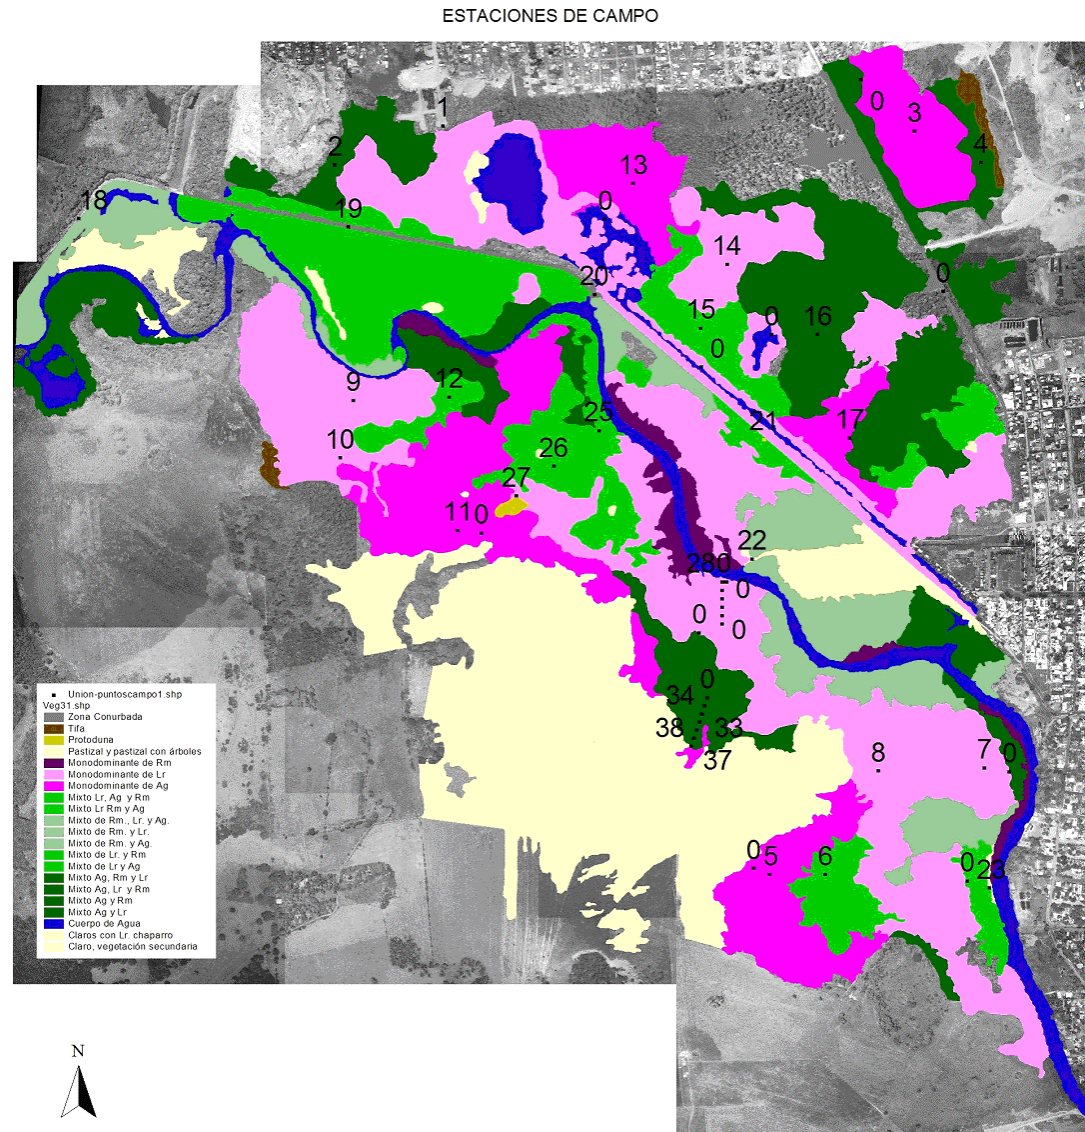 ESTACIONES DE CAMPO
1
0
3
2
4
13
18
19
0
14
0
20
15
0
16
0
9
12
25
21
17
10
26
27
11
0
22
28
0
0
0
0
0
34
38
33
37
8
7
0
0
5
6
0
23
Union-puntoscampo1.shp
Veg31.shp
Zona Conurbada
Tifa
Protoduna
Pastizal y pastizal con árboles
Monodominante de Rm
Monodominante de Lr
Monodominante de Ag
Mixto Lr, Ag y Rm
Mixto Lr Rm y Ag
Mixto de Rm., Lr. y Ag.
Mixto de Rm. y Lr.
Mixto de Rm. y Ag.
Mixto de Lr. y Rm
Mixto de Lr y Ag
Mixto Ag, Rm y Lr
Mixto Ag, Lr y Rm
Mixto Ag y Rm
Mixto Ag y Lr
Cuerpo de Agua
Claros con Lr. chaparro
Claro, vegetación secundaria
N